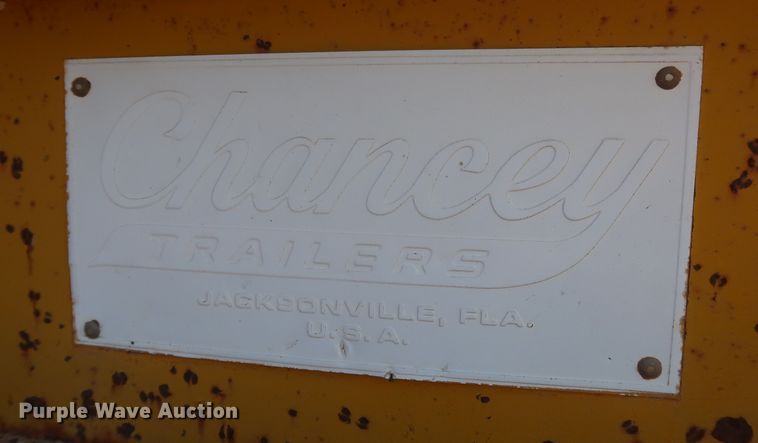 Chancey
TRAILERS
JACKSONVILLE, FLA.
U.S.A.
Purple Wave Auction